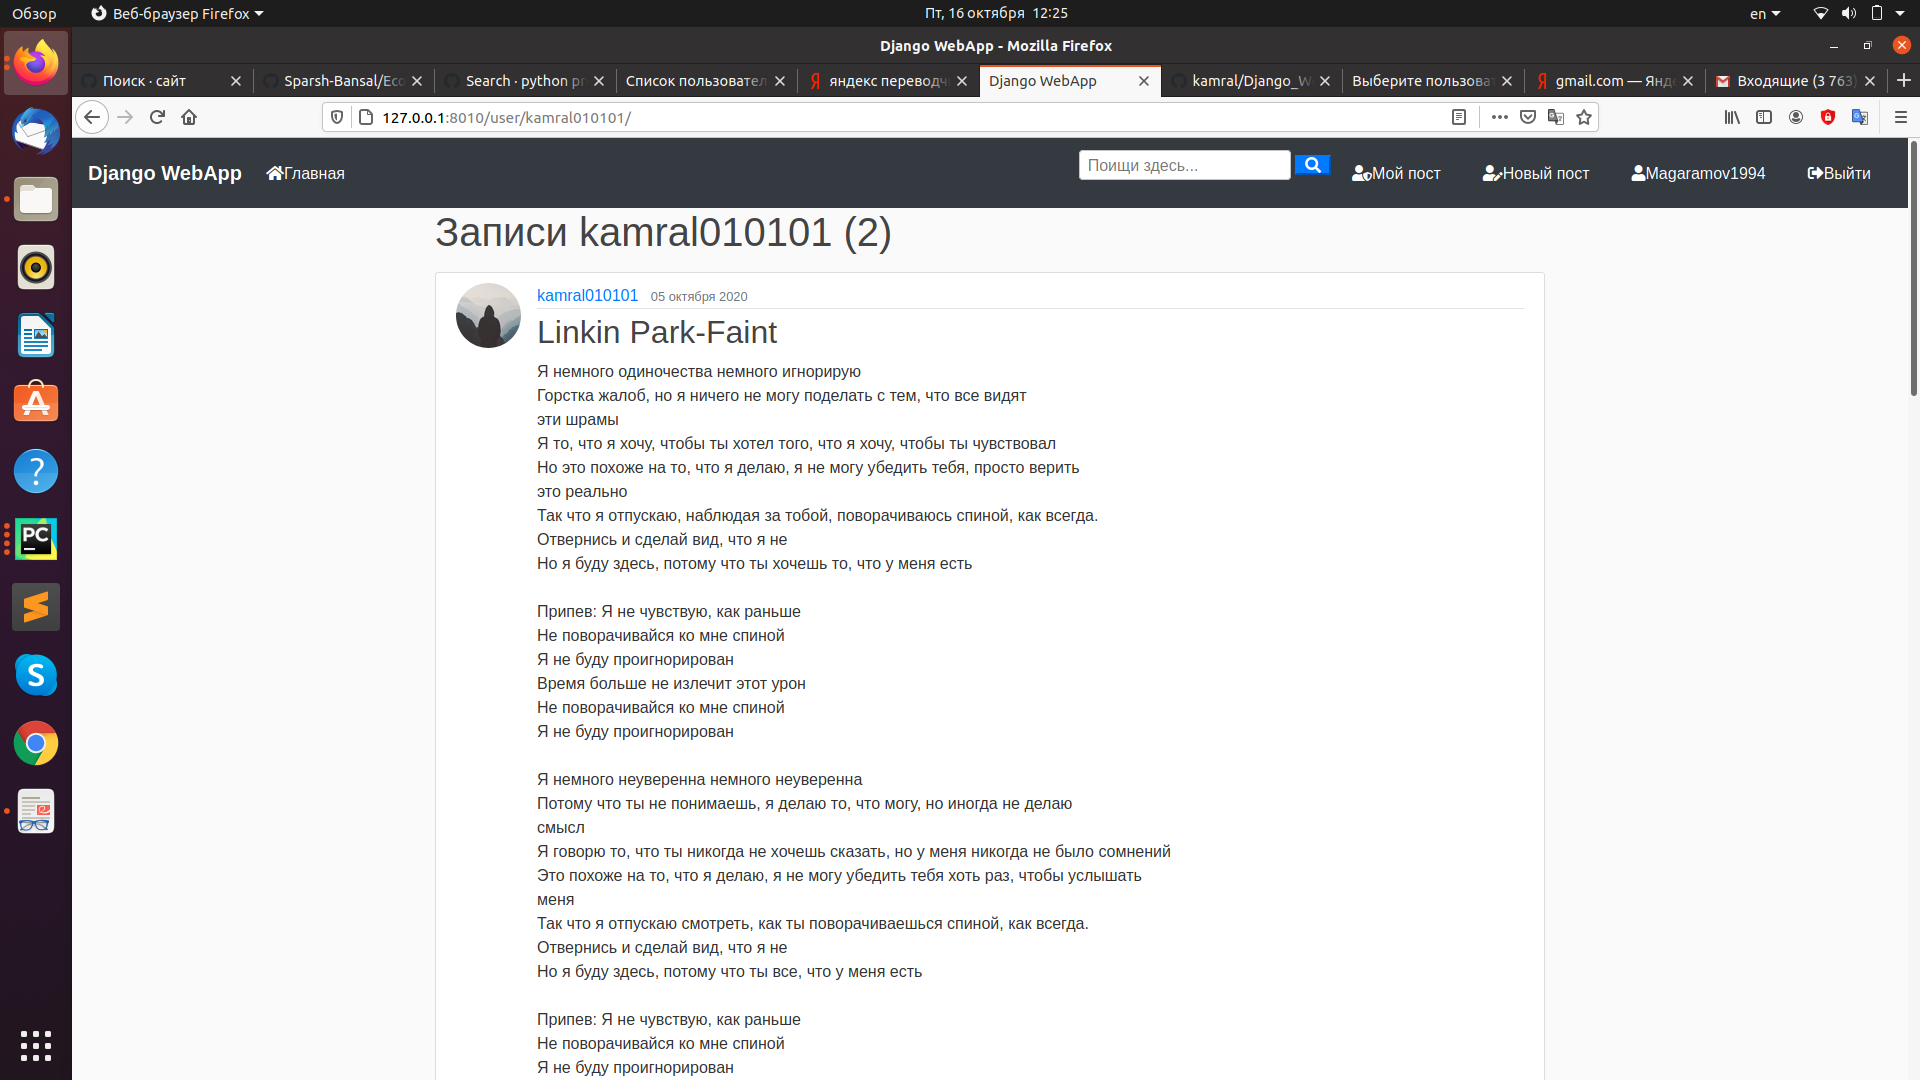 Обзор
Веб-браузер Firefox
Пт, 16 октября 12:25
en
Django WebApp - Mozilla Firefox
Поиск · сайт
Sparsh-Bansal/Eco
Search · python pr
Список пользовател
яндекс переводч
Django WebApp
kamral/Django_W
Выберите пользоват
gmail.com — Янд
Входящие (3 763)
127.0.0.1:8010/user/kamral010101/
Django WebApp
Главная
Поищи здесь...
Мой пост
Новый пост
Magaramov1994
Выйти
Записи kamral010101 (2)
kamral010101 05 октября 2020
Linkin Park-Faint
Я немного одиночества немного игнорирую
Горстка жалоб, но я ничего не могу поделать с тем, что все видят
эти шрамы
Я то, что я хочу, чтобы ты хотел того, что я хочу, чтобы ты чувствовал
Но это похоже на то, что я делаю, я не могу убедить тебя, просто верить
это реально
Так что я отпускаю, наблюдая за тобой, поворачиваюсь спиной, как всегда.
Отвернись и сделай вид, что я не
Но я буду здесь, потому что ты хочешь то, что у меня есть
Припев: Я не чувствую, как раньше
Не поворачивайся ко мне спиной
Я не буду проигнорирован
Время больше не излечит этот урон
Не поворачивайся ко мне спиной
Я не буду проигнорирован
Я немного неуверенна немного неуверенна
Потому что ты не понимаешь, я делаю то, что могу, но иногда не делаю
смысл
Я говорю то, что ты никогда не хочешь сказать, но у меня никогда не было сомнений
Это похоже на то, что я делаю, я не могу убедить тебя хоть раз, чтобы услышать
меня
Так что я отпускаю смотреть, как ты поворачиваешься спиной, как всегда.
Отвернись и сделай вид, что я не
Но я буду здесь, потому что ты все, что у меня есть
Припев: Я не чувствую, как раньше
Не поворачивайся ко мне спиной
Я не буду проигнорирован